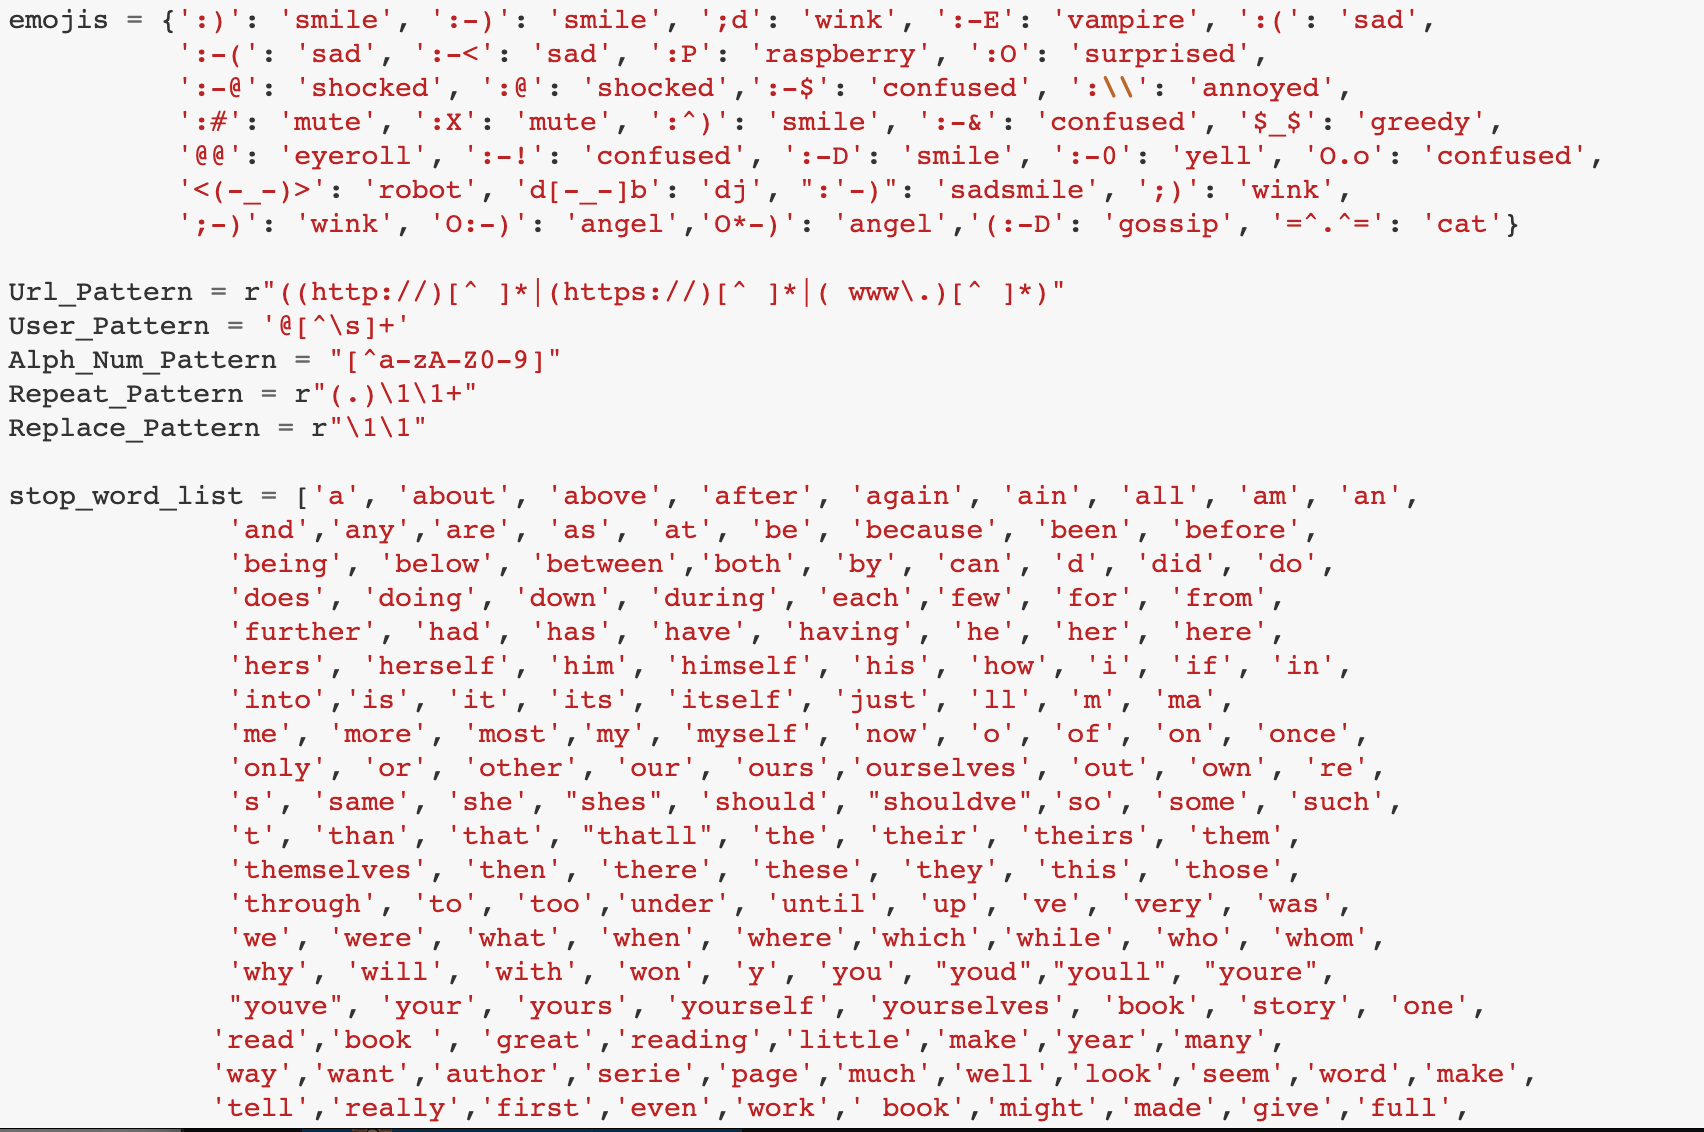 emojis = {':)': 'smile', ':-)': 'smile', ';d': 'wink', ':-E': 'vampire', ':(': 'sad',
':-(': 'sad', ':-<': 'sad', ':P': 'raspberry', ':O': 'surprised',
':-@': 'shocked', ':@': 'shocked',':-$': 'confused', ':\\': 'annoyed',
':#': 'mute', ':X': 'mute', ':^)': 'smile', ':-&': 'confused', '$_$': 'greedy',
'@@': 'eyeroll', ':-!': 'confused', ':-D': 'smile', ':-0': 'yell', 'O.o': 'confused',
'<(-_-)>': 'robot', 'd[-_-]b': 'dj', ":'-)": 'sadsmile', ';)': 'wink',
';-)': 'wink', 'O:-)': 'angel','O*-)': 'angel','(:-D': 'gossip', '=^.^=': 'cat'}
Url_Pattern = r"((http://)[^ ]*|(https://)[^ ]*|( www\.)[^ ]*)"
User_Pattern = '@[^\s]+'
Alph_Num_Pattern = "[^a-zA-Z0-9]"
Repeat_Pattern = r"(.)\1\1+"
Replace_Pattern = r"\1\1"
stop_word_list = ['a', 'about', 'above', 'after', 'again', 'ain', 'all', 'am', 'an',
'and','any','are', 'as', 'at', 'be', 'because', 'been', 'before',
'being', 'below', 'between','both', 'by', 'can', 'd', 'did', 'do',
'does', 'doing', 'down', 'during', 'each','few', 'for', 'from',
'further', 'had', 'has', 'have', 'having', 'he', 'her', 'here',
'hers', 'herself', 'him', 'himself', 'his', 'how', 'i', 'if', 'in',
'into','is', 'it', 'its', 'itself', 'just', 'll', 'm', 'ma',
'me', 'more', 'most','my', 'myself', 'now', 'o', 'of', 'on', 'once',
'only', 'or', 'other', 'our', 'ours','ourselves', 'out', 'own', 're',
's', 'same', 'she', "shes", 'should', "shouldve",'so', 'some', 'such',
't', 'than', 'that', "thatll", 'the', 'their', 'theirs', 'them',
'themselves', 'then', 'there', 'these', 'they', 'this', 'those',
'through', 'to', 'too','under', 'until', 'up', 've', 'very', 'was',
'we', 'were', 'what', 'when', 'where','which','while', 'who', 'whom',
'why', 'will', 'with', 'won', 'y', 'you', "youd","youll", "youre",
"youve", 'your', 'yours', 'yourself', 'yourselves', 'book', 'story', 'one',
'read','book ', 'great','reading','little','make','year','many',
'way','want','author','serie','page','much','well','look','seem','word','make',
'tell','really','first','even','work',' book','might','made','give','full',